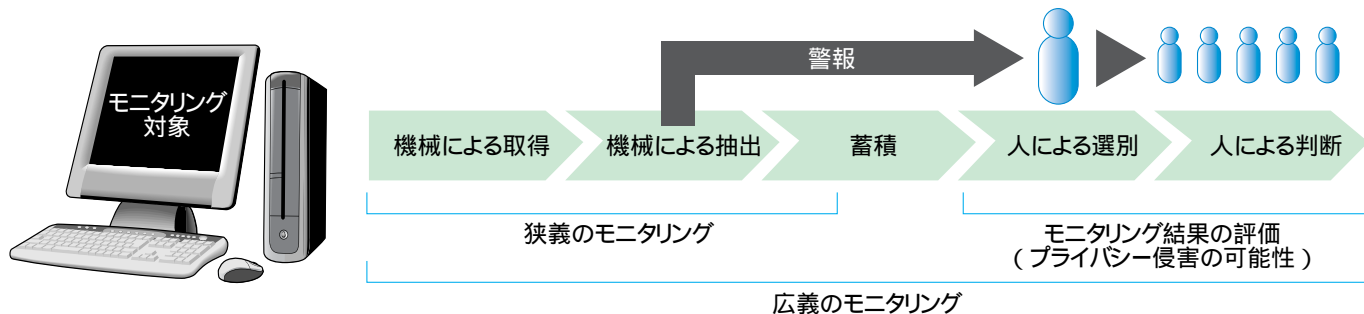 警報
モニタリング
対象
機械による取得
機械による抽出
蓄積
人による選別
人による判断
狭義のモニタリング
モニタリング結果の評価
(プライバシー侵害の可能性)
広義のモニタリング